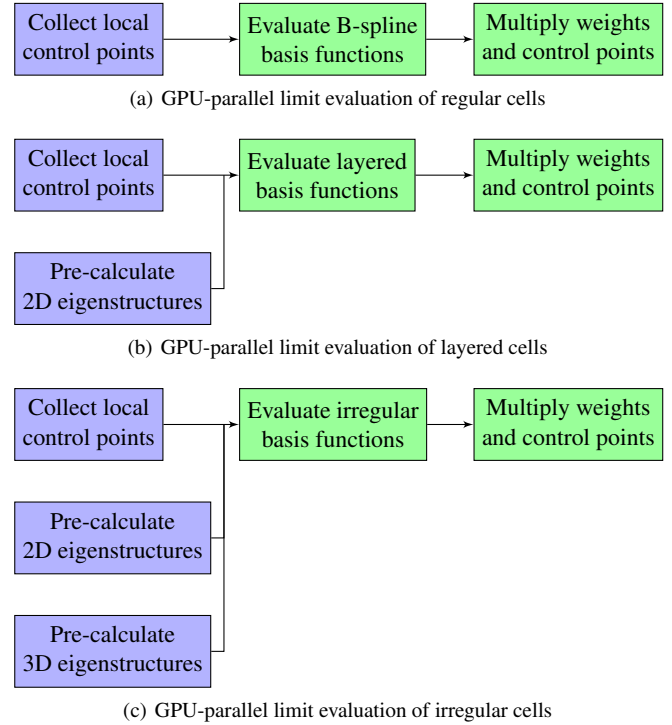 Collect local
control points
Evaluate B-spline
basis functions
Multiply weights
and control points
(a) GPU-parallel limit evaluation of regular cells
Collect local
control points
Evaluate layered
basis functions
Multiply weights
and control points
Pre-calculate
2D eigenstructures
(b) GPU-parallel limit evaluation of layered cells
Collect local
control points
Evaluate irregular
basis functions
Multiply weights
and control points
Pre-calculate
2D eigenstructures
Pre-calculate
3D eigenstructures
(c) GPU-parallel limit evaluation of irregular cells